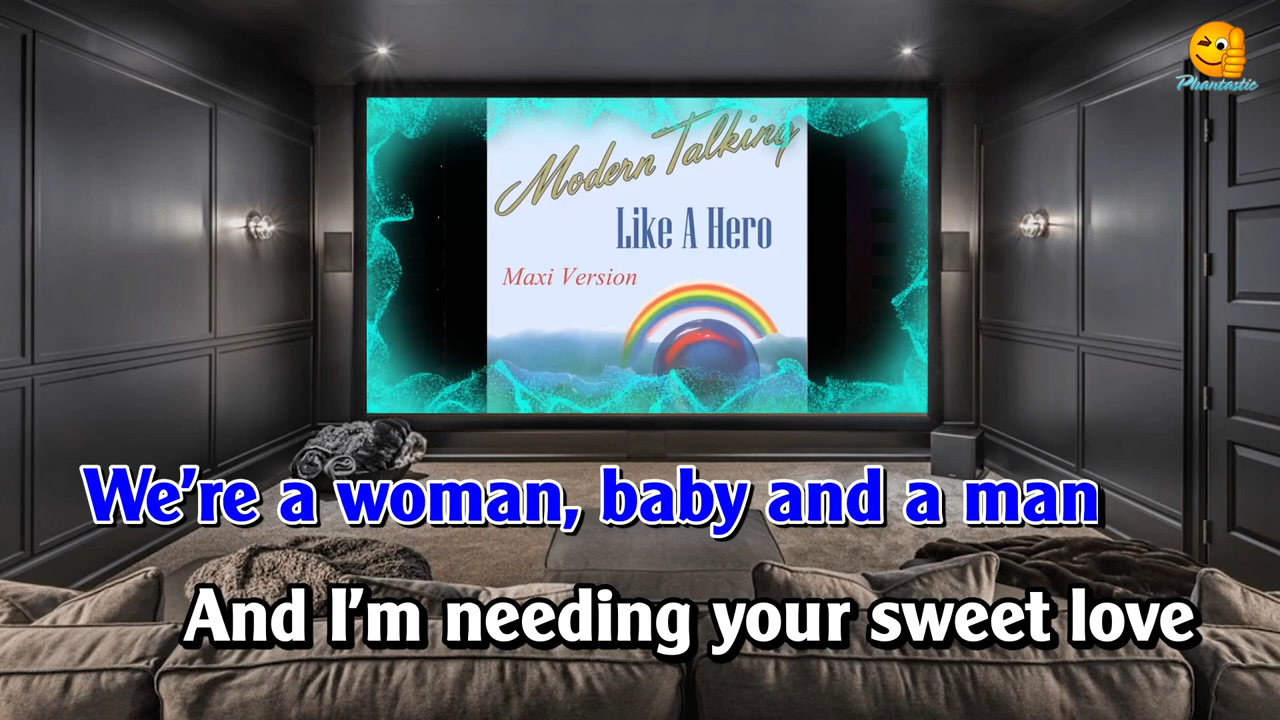 Phantastic
Modern Talking
Like A Hero
Maxi Version
We're a woman, baby and a man
And I'm needing your sweet love